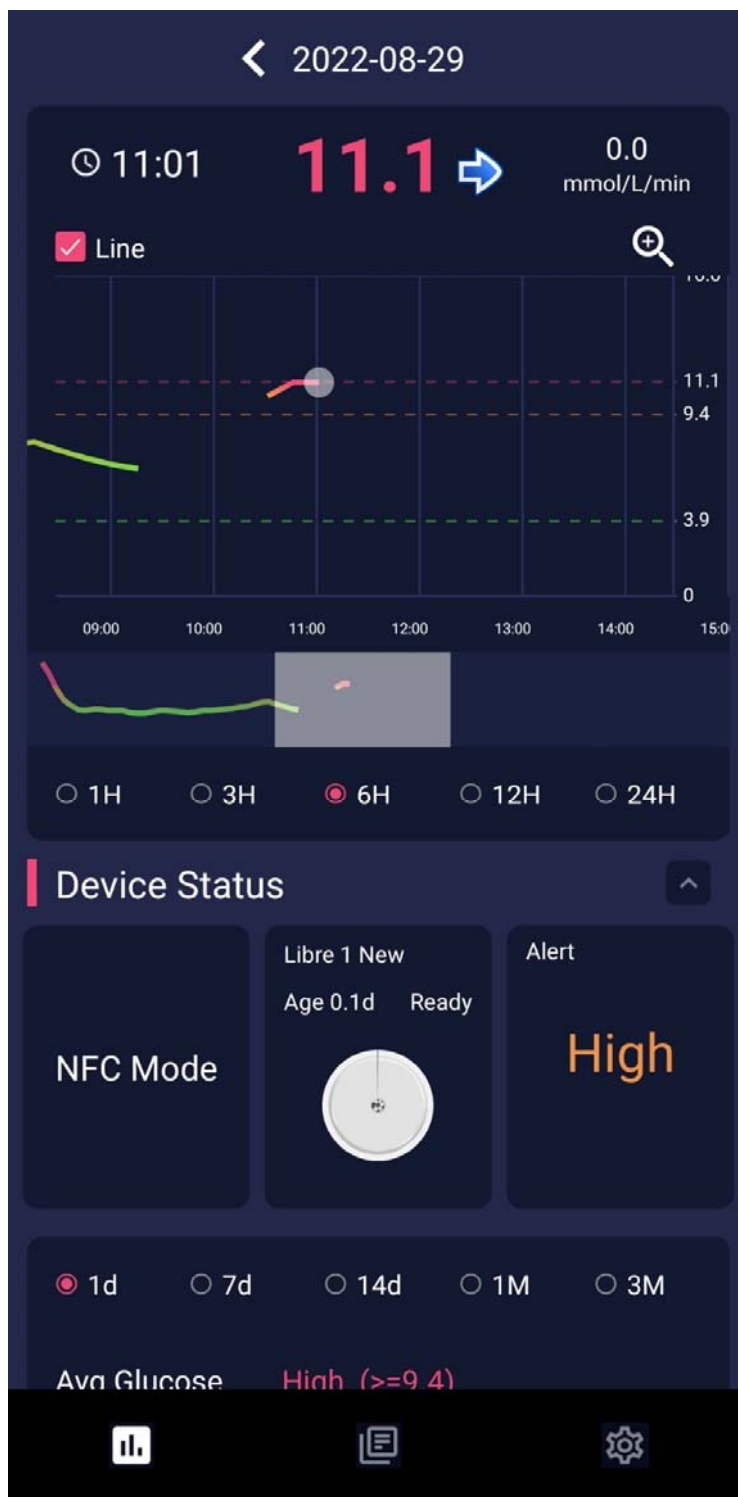 2022-08-29
11:01 11.1 0.0
mmol/L/min
Line
11.1
9.4
3.9
0
09:00 10:00 11:00 12:00 13:00 14:00 15:0
1H 3H 6H 12H 24H
Device Status
NFC Mode
Libre 1 New
Age 0.1d Ready
Alert
High
1d 7d 14d 1M 3M
Avg Glucose High (>=9.4)